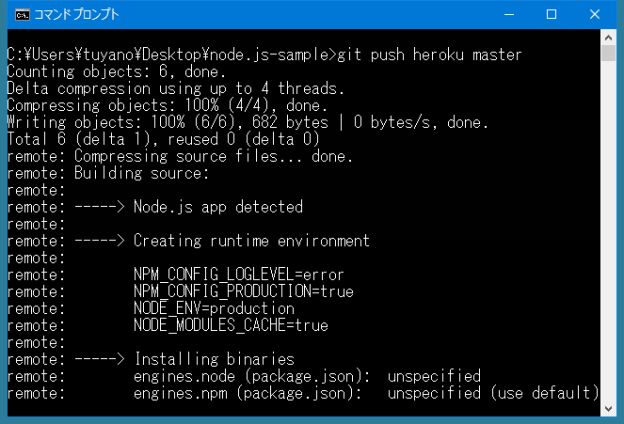 コマンドプロンプト
C:¥Users¥tuyano¥Desktop¥node.js-sample>git push heroku master
Counting objects: 6, done.
Delta compression using up to 4 threads.
Compressing objects: 100% (4/4), done.
Writing objects: 100% (6/6), 682 bytes | 0 bytes/s, done.
Total 6 (delta 1), reused 0 (delta 0)
remote: Compressing source files... done.
remote: Building source:
remote:
remote: -----> Node.js app detected
remote:
remote: -----> Creating runtime environment
remote:
remote:        NPM_CONFIG_LOGLEVEL=error
remote:        NPM_CONFIG_PRODUCTION=true
remote:        NODE_ENV=production
remote:        NODE_MODULES_CACHE=true
remote:
remote: -----> Installing binaries
remote:        engines.node (package.json):  unspecified
remote:        engines.npm (package.json):   unspecified (use default)